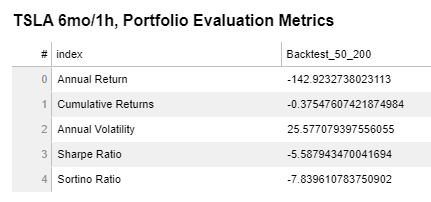 TSLA 6mo/1h, Portfolio Evaluation Metrics
# index Backtest_50_200
0 Annual Return -142.9232738023113
1 Cumulative Returns -0.37547607421874984
2 Annual Volatility 25.577079397556055
3 Sharpe Ratio -5.587943470041694
4 Sortino Ratio -7.839610783750902